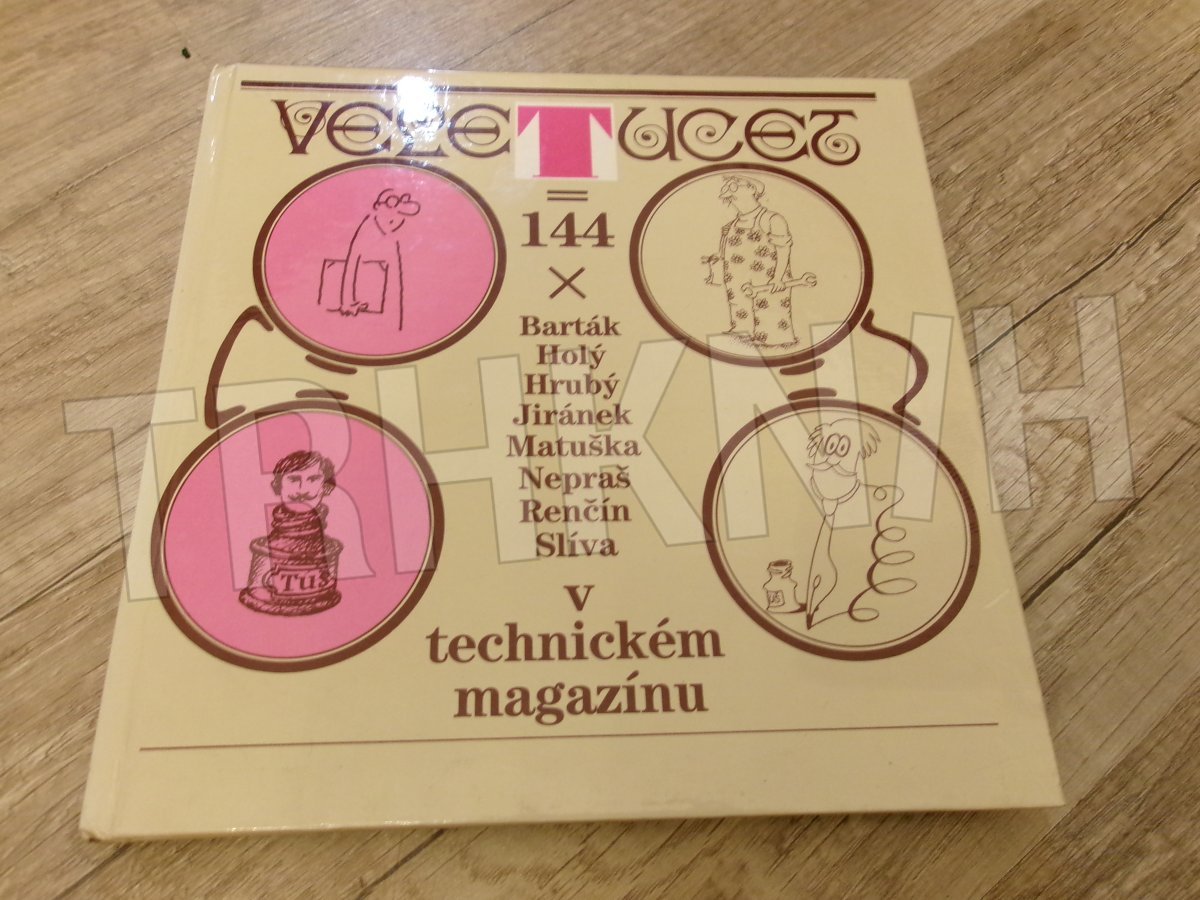 VELETUCET
=
144
×
Barták
Holý
Hrubý
Jiránek
Matuška
Nepraš
Renčín
Slíva
v
technickém
magazínu
Tuš
TRHKNIH